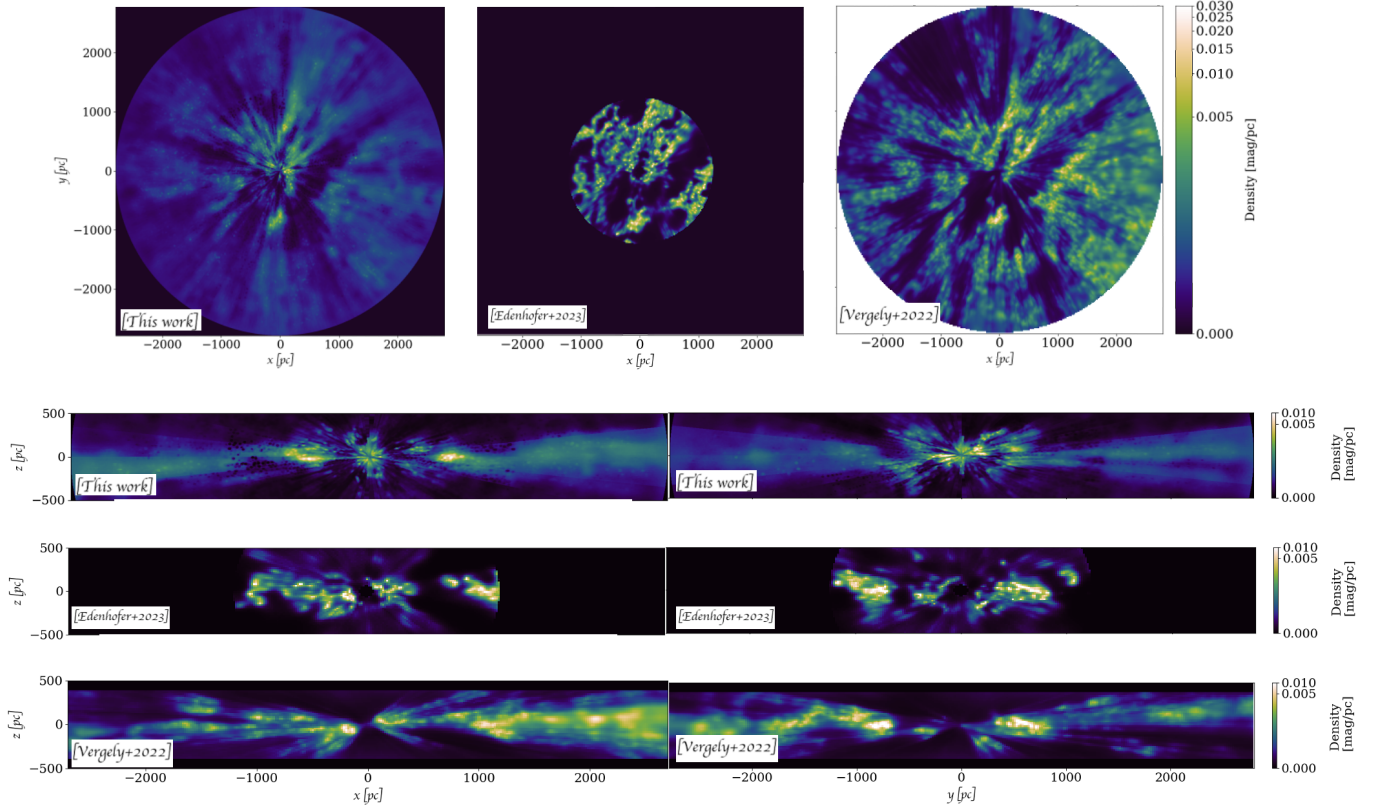 2000
1000
0
−1000
−2000
y [pc]
[This work]
[Edenhofer+2023]
[Vergely+2022]
−2000 −1000 0 1000 2000
−2000 −1000 0 1000 2000
−2000 −1000 0 1000 2000
x [pc]
x [pc]
x [pc]
0.030
0.025
0.020
0.015
0.010
0.005
0.000
Density [mag/pc]
500
0
−500
z [pc]
[This work]
[This work]
0.010
0.005
0.000
Density
[mag/pc]
500
0
−500
z [pc]
[Edenhofer+2023]
[Edenhofer+2023]
0.010
0.005
0.000
Density
[mag/pc]
500
0
−500
z [pc]
[Vergely+2022]
[Vergely+2022]
0.010
0.005
0.000
Density
[mag/pc]
−2000 −1000 0 1000 2000
−2000 −1000 0 1000 2000
x [pc]
y [pc]